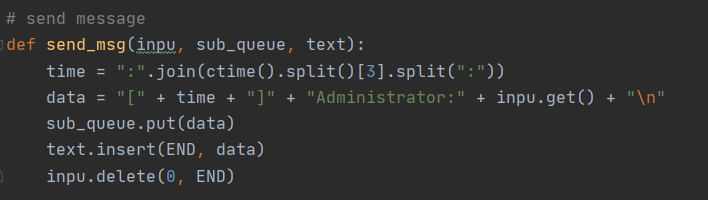 # send message
def send_msg(inpu, sub_queue, text):
    time = ":".join(ctime().split()[3].split(":"))
    data = "[" + time + "]" + "Administrator:" + inpu.get() + "\n"
    sub_queue.put(data)
    text.insert(END, data)
    inpu.delete(0, END)